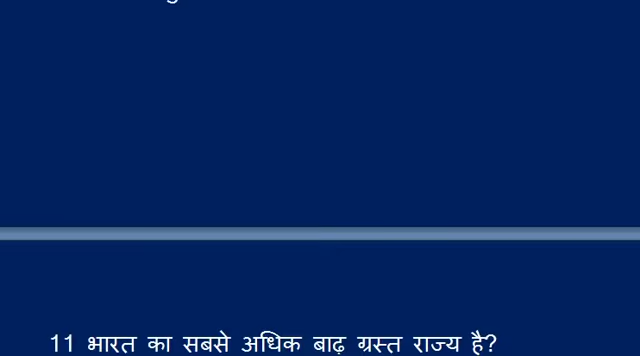 11 भारत का सबसे अधिक बाढ़ ग्रस्त राज्य है?